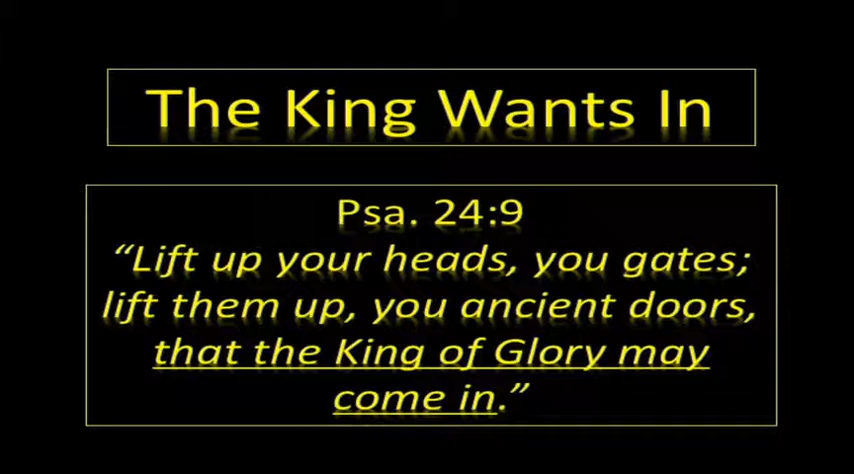 The King Wants In
Psa. 24:9
“Lift up your heads, you gates;
lift them up, you ancient doors,
that the King of Glory may
come in.”